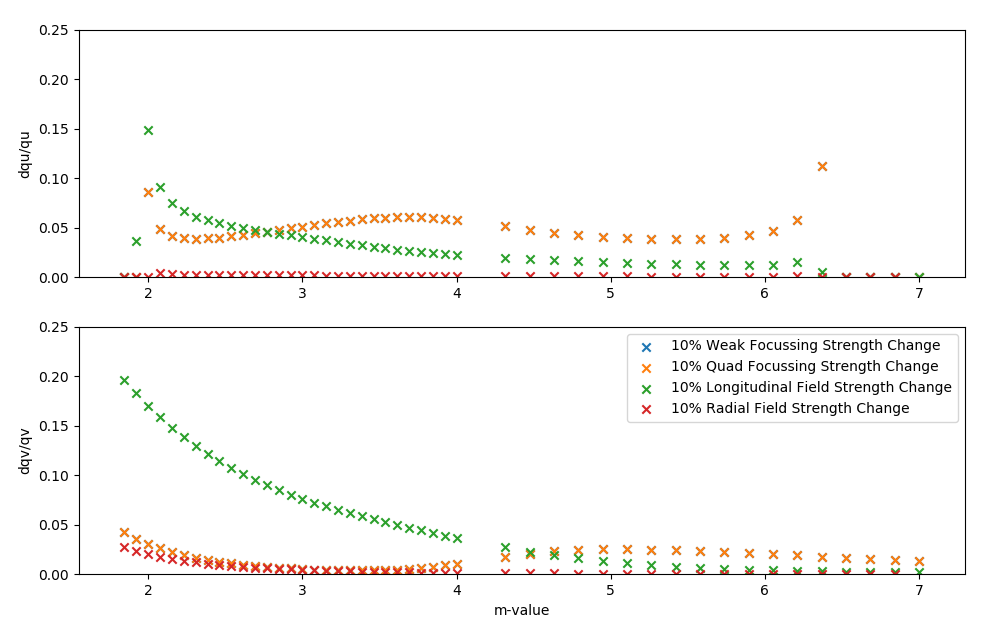 0.25
0.20
0.15
0.10
0.05
0.00
dqu/qu
2 3 4 5 6 7
0.25
0.20
0.15
0.10
0.05
0.00
dqv/qv
10% Weak Focussing Strength Change
10% Quad Focussing Strength Change
10% Longitudinal Field Strength Change
10% Radial Field Strength Change
2 3 4 5 6 7
m-value